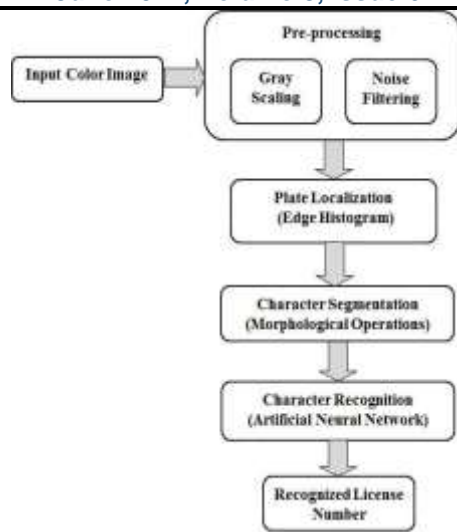 Pre-processing
Input Color Image
Gray
Scaling
Noise
Filtering
Plate Localization
(Edge Histogram)
Character Segmentation
(Morphological Operations)
Character Recognition
(Artificial Neural Network)
Recognized License
Number